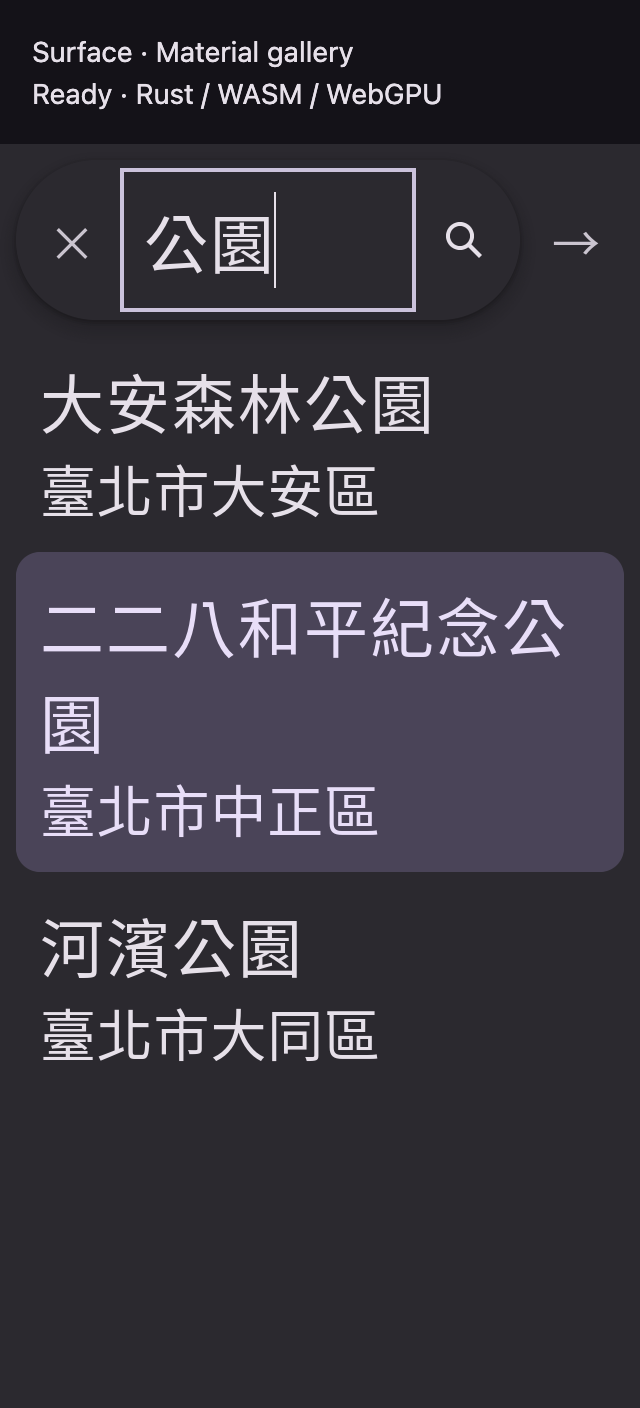 Surface · Material gallery
Ready · Rust / WASM / WebGPU
公園
大安森林公園
臺北市大安區
二二八和平紀念公
園
臺北市中正區
河濱公園
臺北市大同區